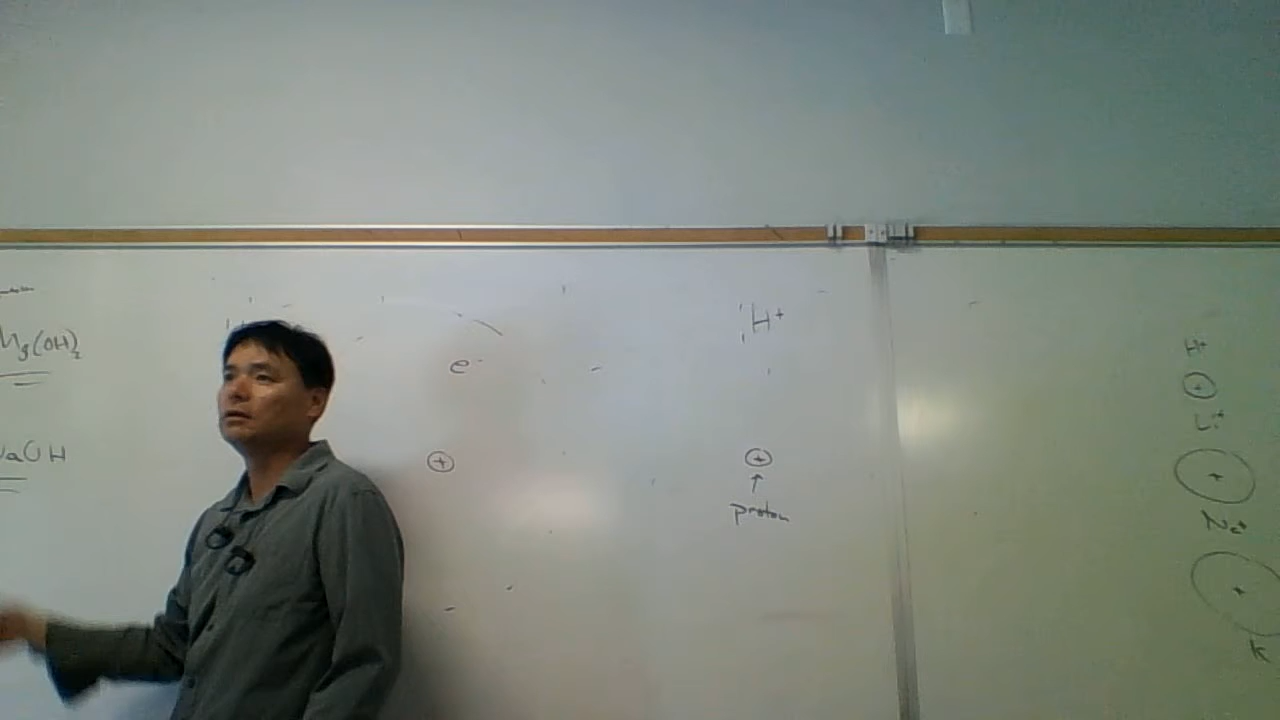 Mg(OH)₂
NaOH
e⁻
+
H⁺
+
↑
proton
H⁺
+
Li⁺
+
Na⁺
+
K